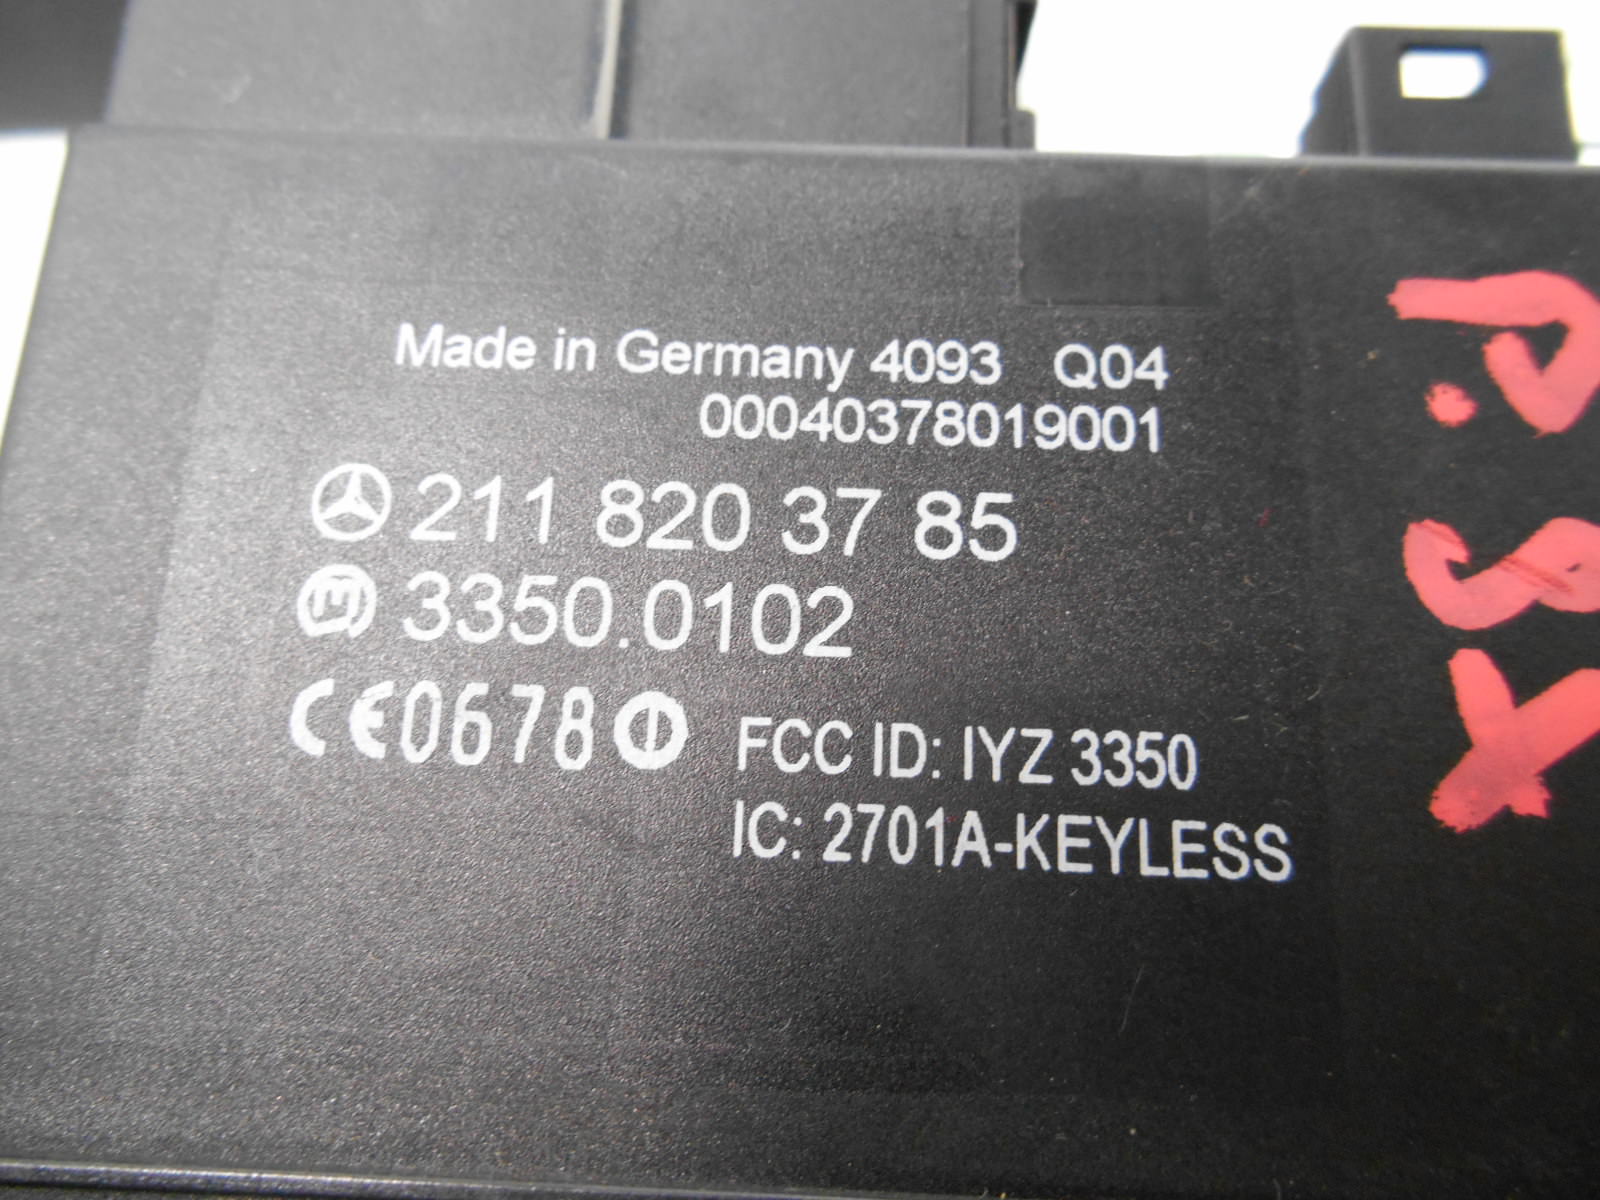 Made in Germany 4093 Q04
00040378019001
211 820 37 85
3350.0102
CE0678
FCC ID: IYZ 3350
IC: 2701A-KEYLESS